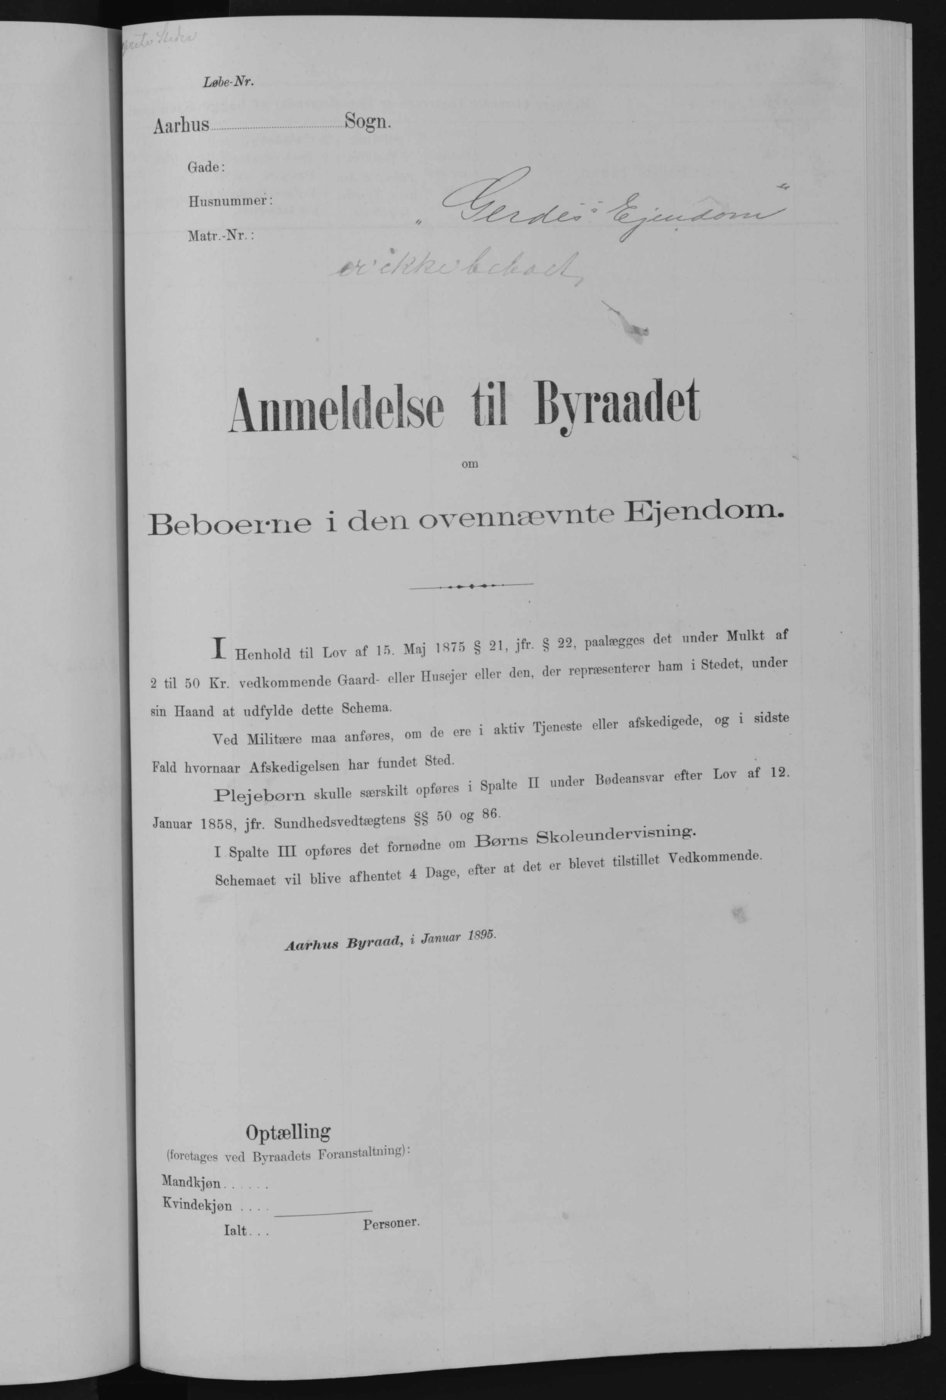 Løbe-Nr.
Aarhus Sogn.
Gade:
Husnummer:
„Gerdes's Ejendom“
Matr.-Nr.:
er ikke beboet,
Anmeldelse til Byraadet
om
Beboerne i den ovennævnte Ejendom.
I Henhold til Lov af 15. Maj 1875 § 21, jfr. § 22, paalægges det under Mulkt af
2 til 50 Kr. vedkommende Gaard- eller Husejer eller den, der repræsenterer ham i Stedet, under
sin Haand at udfylde dette Schema.
Ved Militære maa anføres, om de ere i aktiv Tjeneste eller afskedigede, og i sidste
Fald hvornaar Afskedigelsen har fundet Sted.
Plejebørn skulle særskilt opføres i Spalte II under Bødeansvar efter Lov af 12.
Januar 1858, jfr. Sundhedsvedtægtens §§ 50 og 86.
I Spalte III opføres det fornødne om Børns Skoleundervisning.
Schemaet vil blive afhentet 4 Dage, efter at det er blevet tilstillet Vedkommende.
Aarhus Byraad, i Januar 1895.
Optælling
(foretages ved Byraadets Foranstaltning):
Mandkjøn......
Kvindekjøn ....
Ialt... Personer.